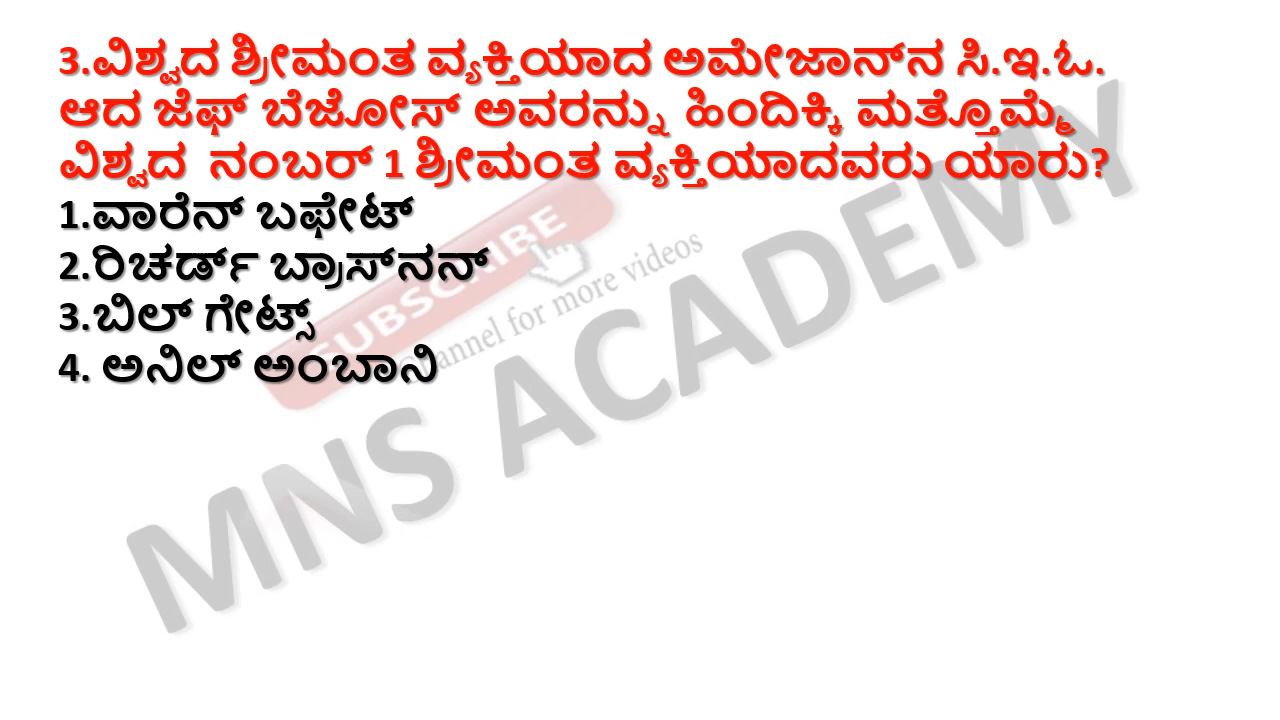 3.ವಿಶ್ವದ ಶ್ರೀಮಂತ ವ್ಯಕ್ತಿಯಾದ ಅಮೇಜಾನ್‌ನ ಸಿ.ಇ.ಓ.
ಆದ ಜೆಫ್ ಬೆಜೋಸ್ ಅವರನ್ನು ಹಿಂದಿಕ್ಕಿ ಮತ್ತೊಮ್ಮೆ
ವಿಶ್ವದ ನಂಬರ್ 1 ಶ್ರೀಮಂತ ವ್ಯಕ್ತಿಯಾದವರು ಯಾರು?
1.ವಾರೆನ್ ಬಫೇಟ್
2.ರಿಚರ್ಡ್ ಬ್ರಾಸ್‌ನನ್
3.ಬಿಲ್ ಗೇಟ್ಸ್
4. ಅನಿಲ್ ಅಂಬಾನಿ
SUBSCRIBE
Channel for more videos
MNS ACADEMY